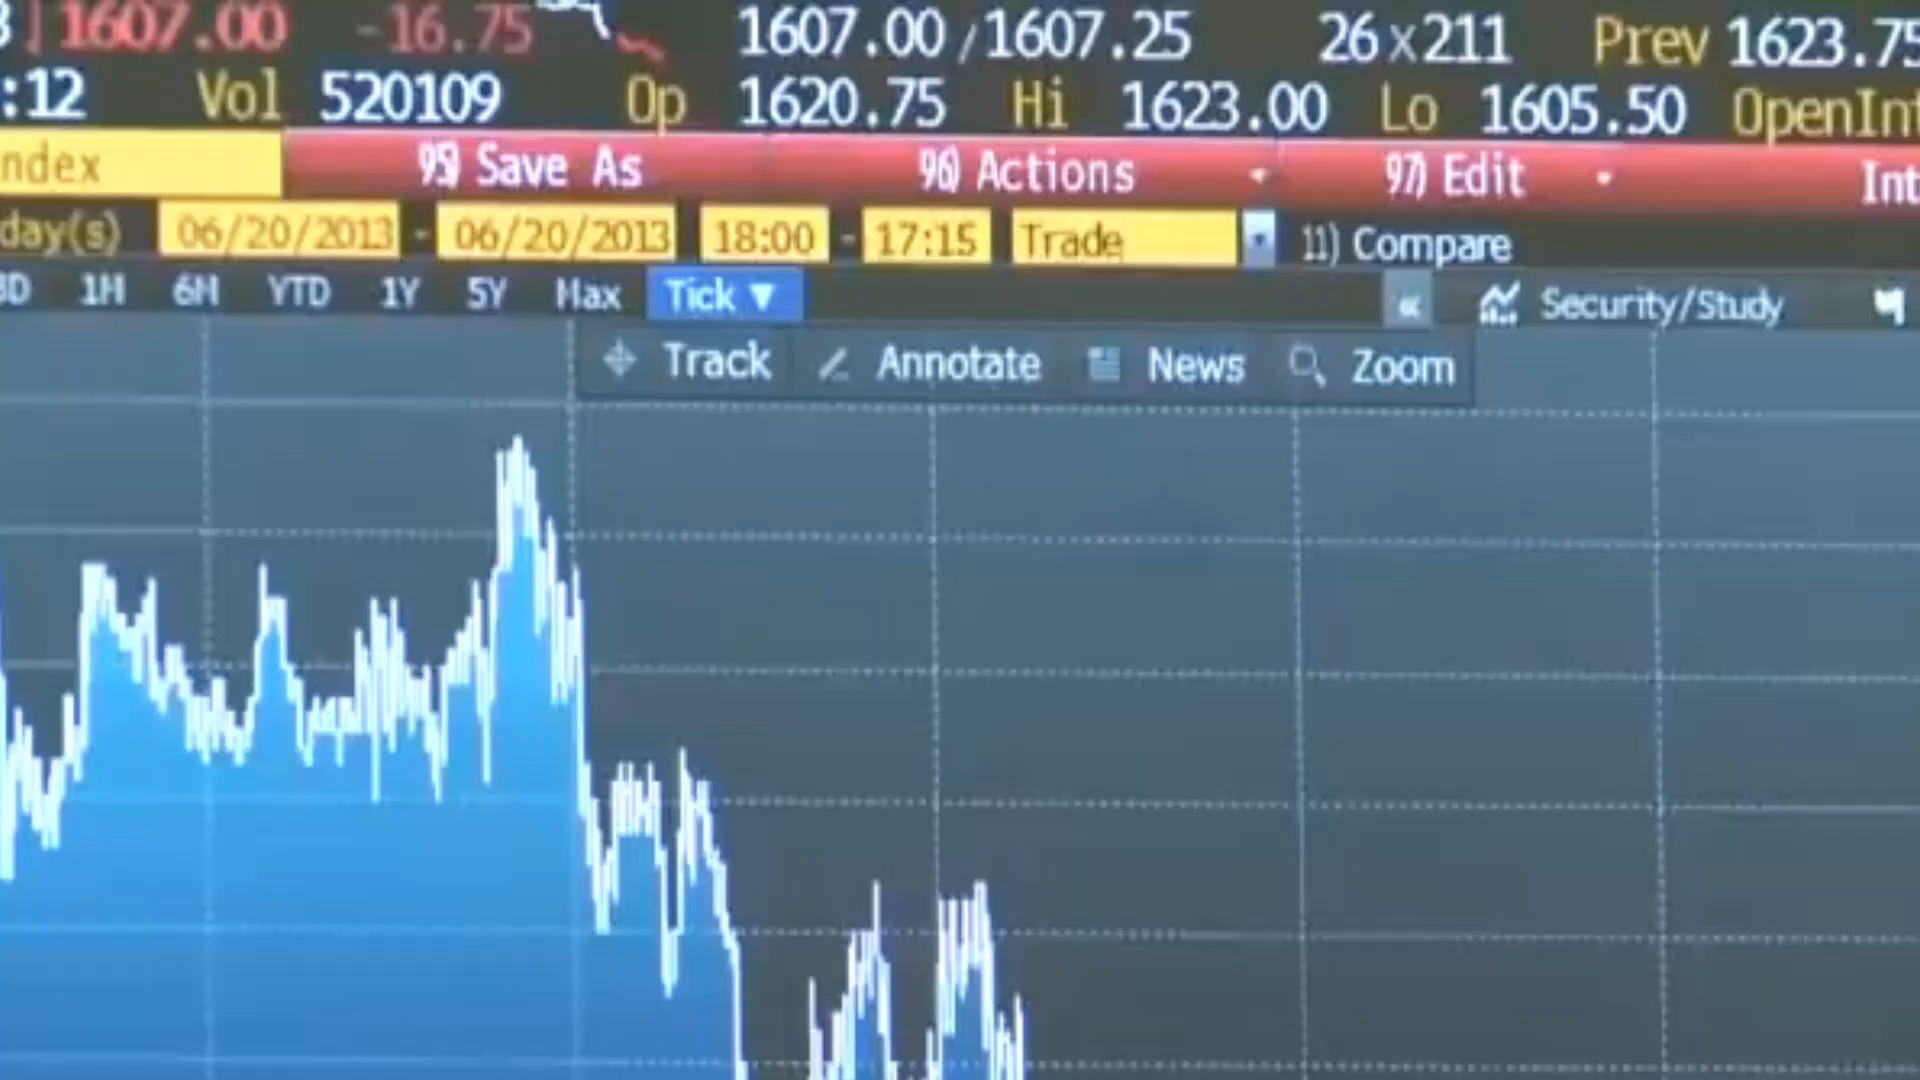 1607.00 -16.75 1607.00/1607.25 26x211 Prev 1623.75
:12 Vol 520109 Op 1620.75 Hi 1623.00 Lo 1605.50 OpenInt
ndex 95) Save As 96) Actions 97) Edit Int
day(s) 06/20/2013 - 06/20/2013 18:00 - 17:15 Trade 11) Compare
3D 1M 6M YTD 1Y 5Y Max Tick ▼ « Security/Study
Track Annotate News Zoom